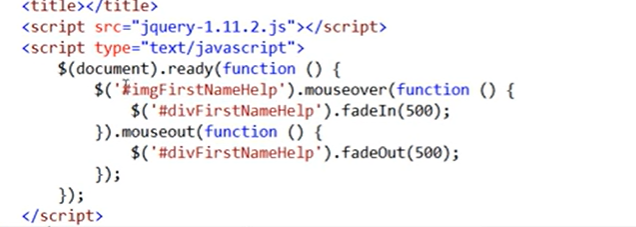 <title></title>
<script src="jquery-1.11.2.js"></script>
<script type="text/javascript">
    $(document).ready(function () {
        $('#imgFirstNameHelp').mouseover(function () {
            $('#divFirstNameHelp').fadeIn(500);
        }).mouseout(function () {
            $('#divFirstNameHelp').fadeOut(500);
        });
    });
</script>